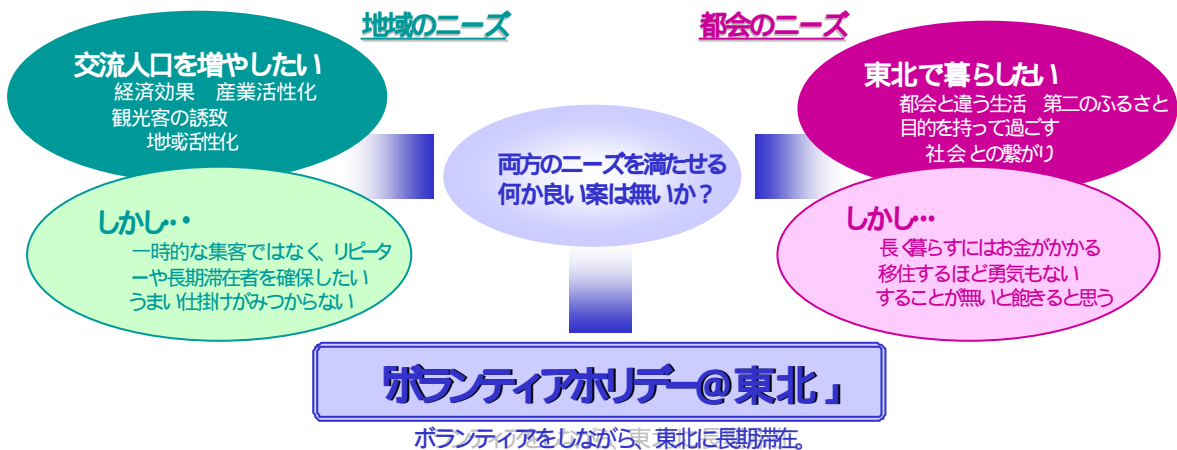 地域のニーズ
都会のニーズ
交流人口を増やしたい
経済効果　産業活性化
観光客の誘致
地域活性化
東北で暮らしたい
都会と違う生活　第二のふるさと
目的を持って過ごす
社会との繋がり
両方のニーズを満たせる
何か良い案は無いか？
しかし・・・
一時的な集客ではなく、リピータ
ーや長期滞在者を確保したい
うまい仕掛けがみつからない
しかし…
長く暮らすにはお金がかかる
移住するほど勇気もない
することが無いと飽きると思う
「ボランティアホリデー@東北」
ボランティアをしながら、東北に長期滞在。